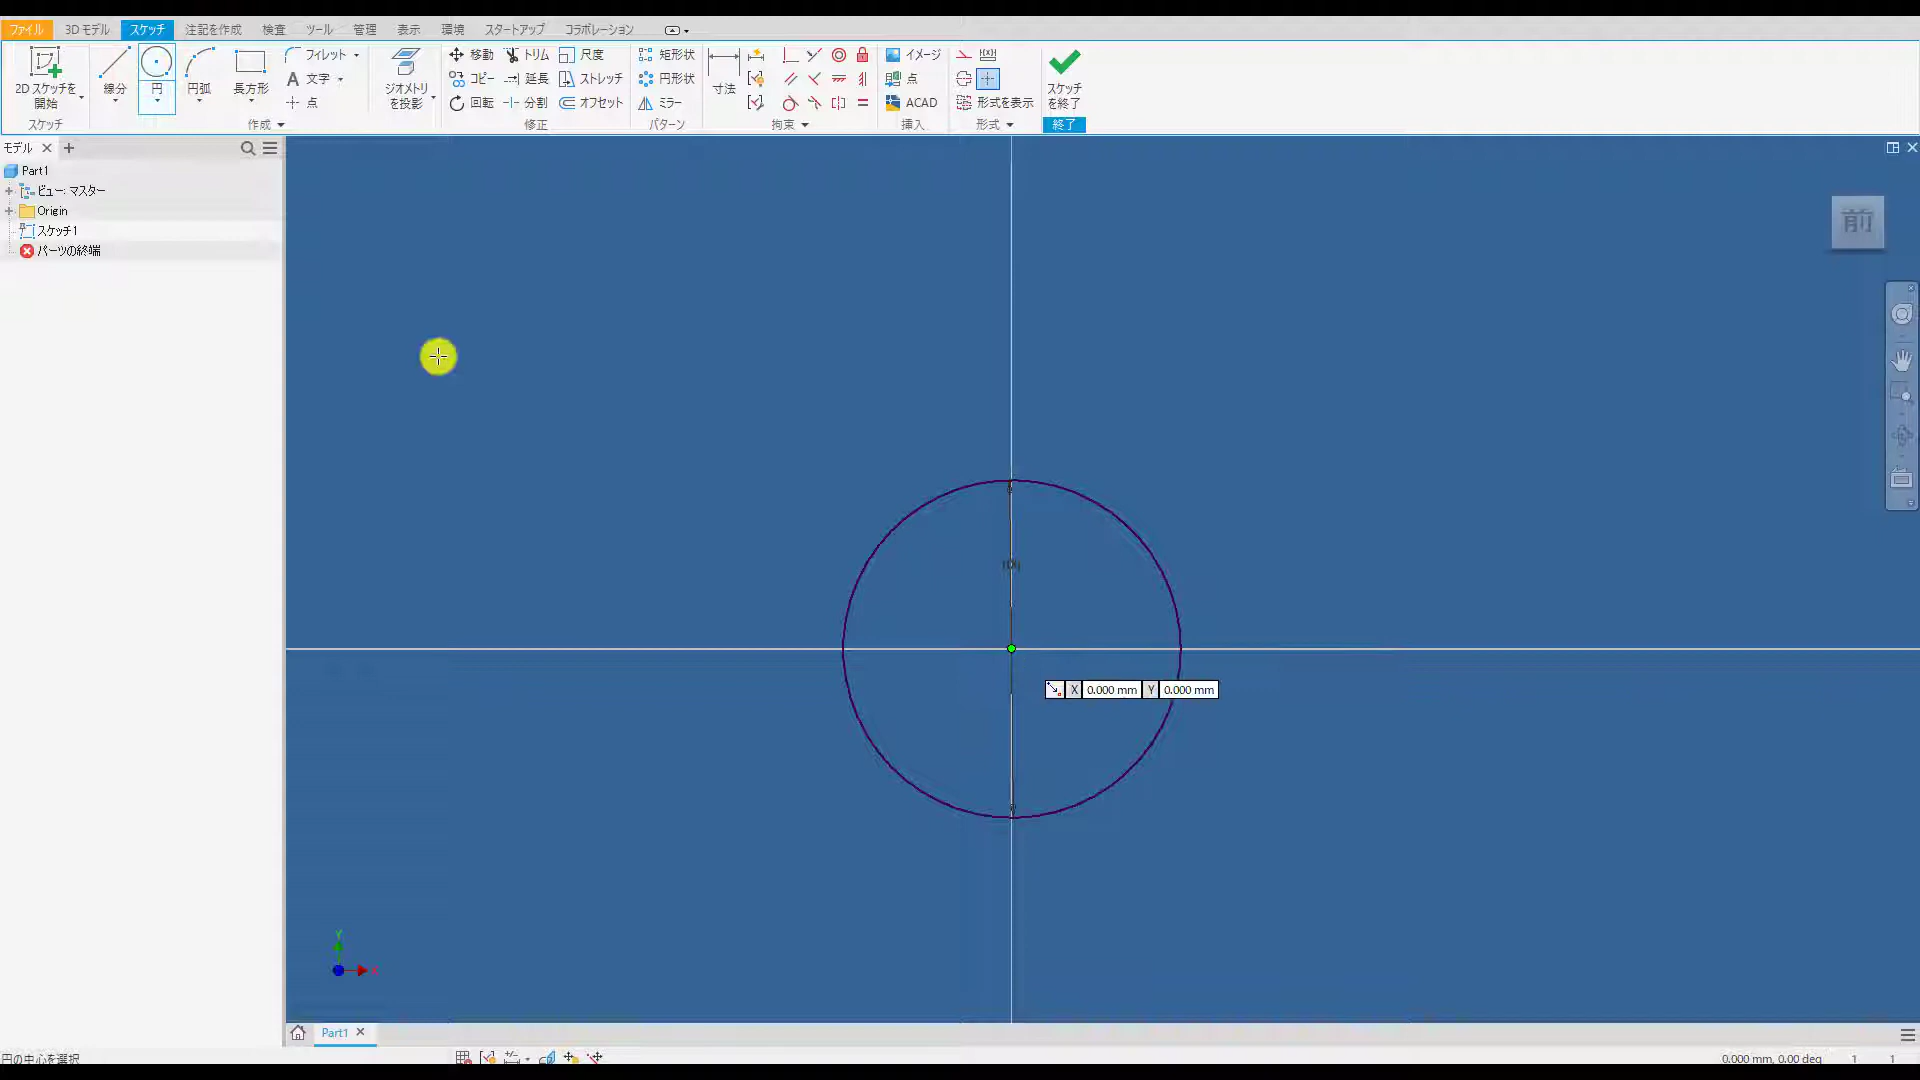 ファイル 3D モデル スケッチ 注記を作成 検査 ツール 管理 表示 環境 スタートアップ コラボレーション
2D スケッチを開始 線分 円 円弧 長方形 フィレット ジオメトリを投影 移動 トリム 尺度 矩形状 寸法 イメージ スケッチを終了
文字 コピー 延長 ストレッチ 円形状 点
点 回転 分割 オフセット ミラー ACAD 形式を表示
スケッチ 作成 修正 パターン 拘束 挿入 形式 終了
モデル
Part1
ビュー: マスター
Origin
スケッチ1
パーツの終端
前
X 0.000 mm Y 0.000 mm
Y
X
Part1
円の中心を選択 0.000 mm, 0.00 deg 1 1